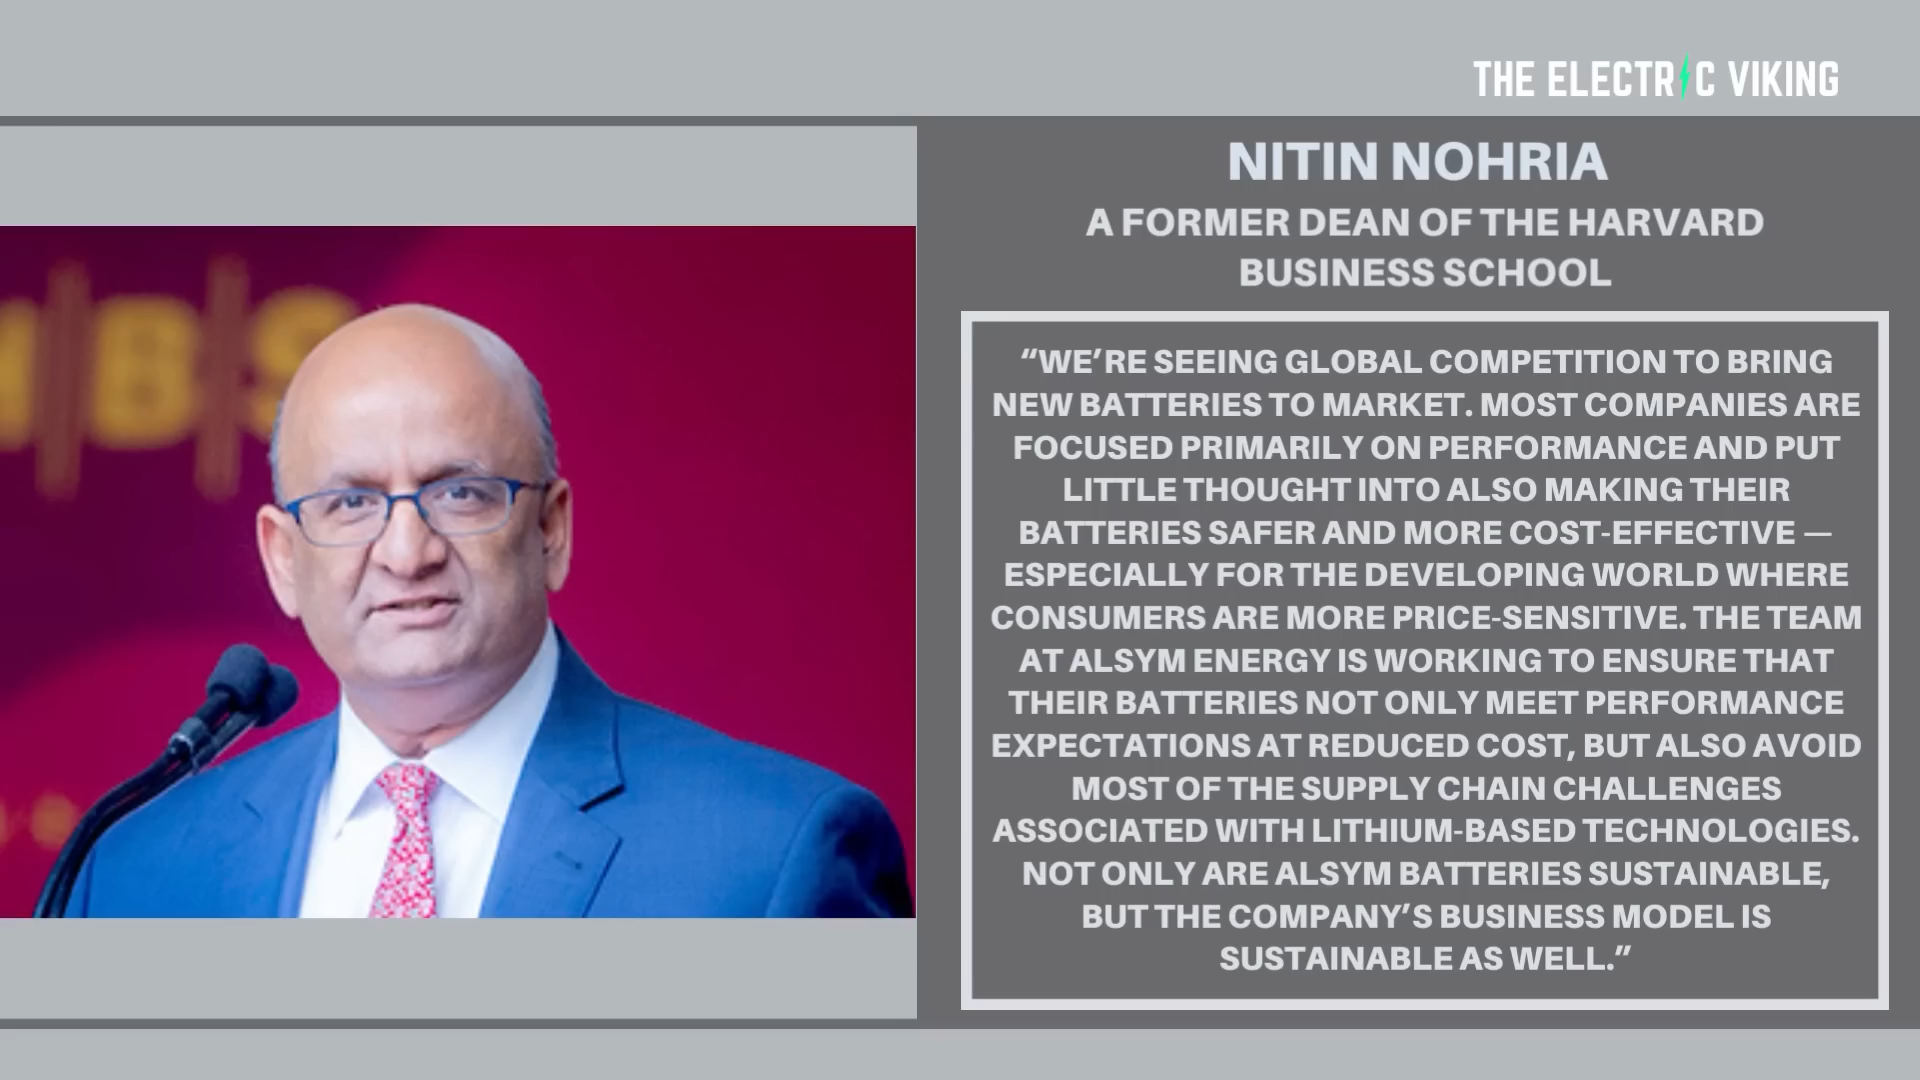 THE ELECTRIC VIKING
NITIN NOHRIA
A FORMER DEAN OF THE HARVARD
BUSINESS SCHOOL
“WE’RE SEEING GLOBAL COMPETITION TO BRING
NEW BATTERIES TO MARKET. MOST COMPANIES ARE
FOCUSED PRIMARILY ON PERFORMANCE AND PUT
LITTLE THOUGHT INTO ALSO MAKING THEIR
BATTERIES SAFER AND MORE COST-EFFECTIVE —
ESPECIALLY FOR THE DEVELOPING WORLD WHERE
CONSUMERS ARE MORE PRICE-SENSITIVE. THE TEAM
AT ALSYM ENERGY IS WORKING TO ENSURE THAT
THEIR BATTERIES NOT ONLY MEET PERFORMANCE
EXPECTATIONS AT REDUCED COST, BUT ALSO AVOID
MOST OF THE SUPPLY CHAIN CHALLENGES
ASSOCIATED WITH LITHIUM-BASED TECHNOLOGIES.
NOT ONLY ARE ALSYM BATTERIES SUSTAINABLE,
BUT THE COMPANY’S BUSINESS MODEL IS
SUSTAINABLE AS WELL.”